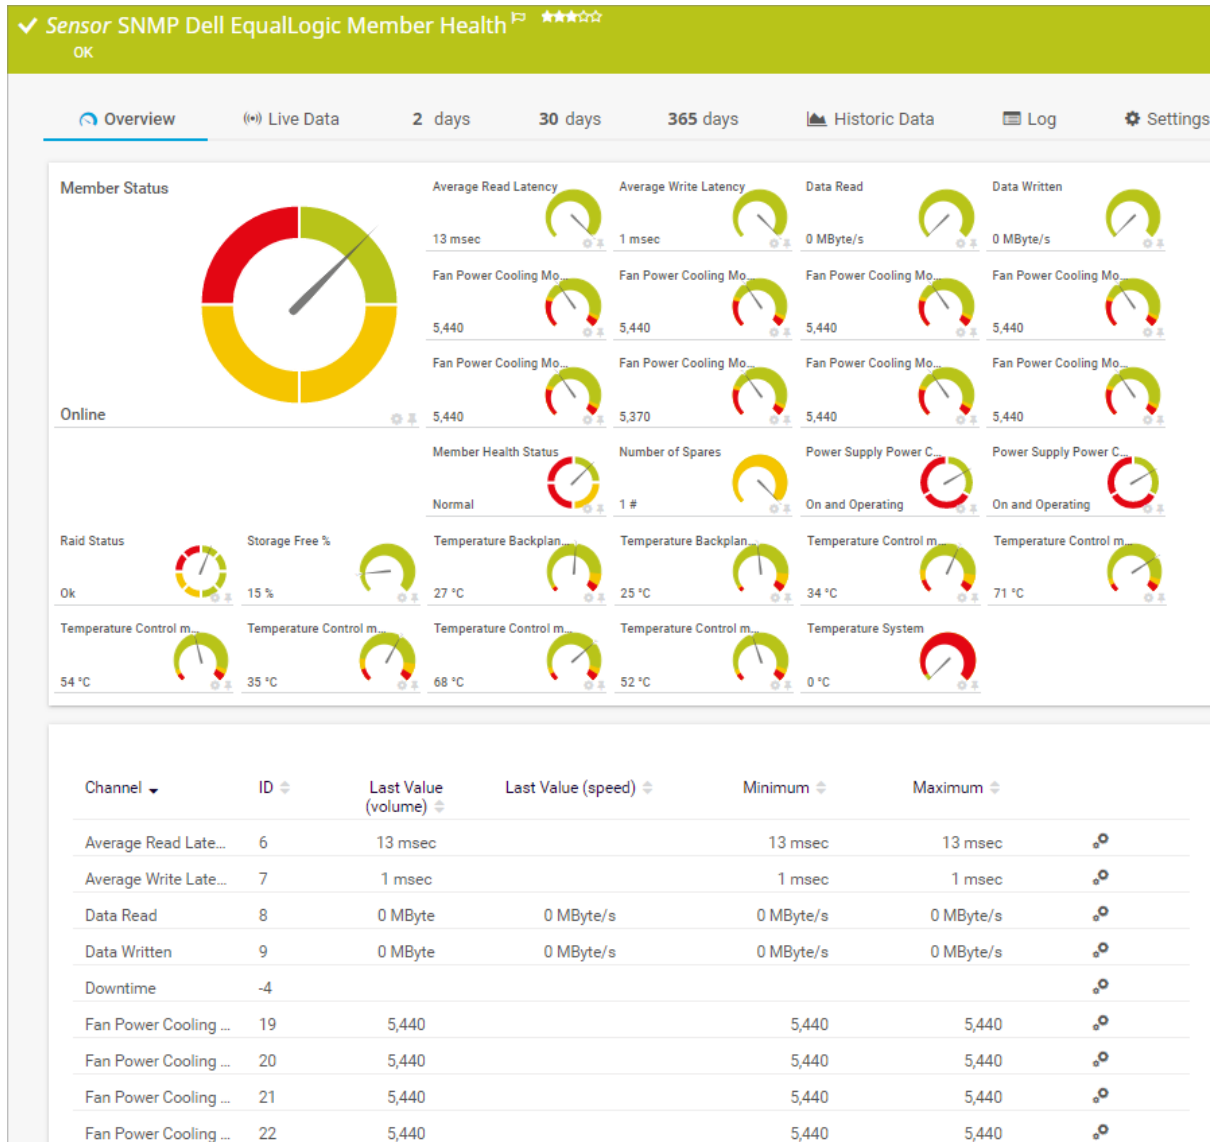 Sensor SNMP Dell EqualLogic Member Health
OK
Overview
Live Data
2 days
30 days
365 days
Historic Data
Log
Settings
Member Status
Online
Average Read Latency
13 msec
Average Write Latency
1 msec
Data Read
0 MByte/s
Data Written
0 MByte/s
Fan Power Cooling Mo...
5,440
Fan Power Cooling Mo...
5,440
Fan Power Cooling Mo...
5,440
Fan Power Cooling Mo...
5,440
Fan Power Cooling Mo...
5,440
Fan Power Cooling Mo...
5,370
Fan Power Cooling Mo...
5,440
Fan Power Cooling Mo...
5,440
Member Health Status
Normal
Number of Spares
1 #
Power Supply Power C...
On and Operating
Power Supply Power C...
On and Operating
Raid Status
Ok
Storage Free %
15 %
Temperature Backplan...
27 °C
Temperature Backplan...
25 °C
Temperature Control m...
34 °C
Temperature Control m...
71 °C
Temperature Control m...
54 °C
Temperature Control m...
35 °C
Temperature Control m...
68 °C
Temperature Control m...
52 °C
Temperature System
0 °C
Channel ID Last Value (volume) Last Value (speed) Minimum Maximum
Average Read Late... 6 13 msec 13 msec 13 msec
Average Write Late... 7 1 msec 1 msec 1 msec
Data Read 8 0 MByte 0 MByte/s 0 MByte/s 0 MByte/s
Data Written 9 0 MByte 0 MByte/s 0 MByte/s 0 MByte/s
Downtime -4
Fan Power Cooling ... 19 5,440 5,440 5,440
Fan Power Cooling ... 20 5,440 5,440 5,440
Fan Power Cooling ... 21 5,440 5,440 5,440
Fan Power Cooling ... 22 5,440 5,440 5,440